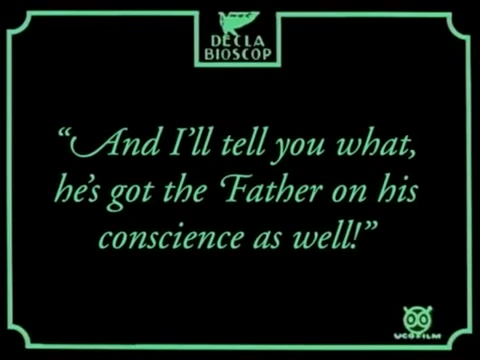 DECLA
BIOSCOP
“And I’ll tell you what,
he’s got the Father on his
conscience as well!”
UCOFILM